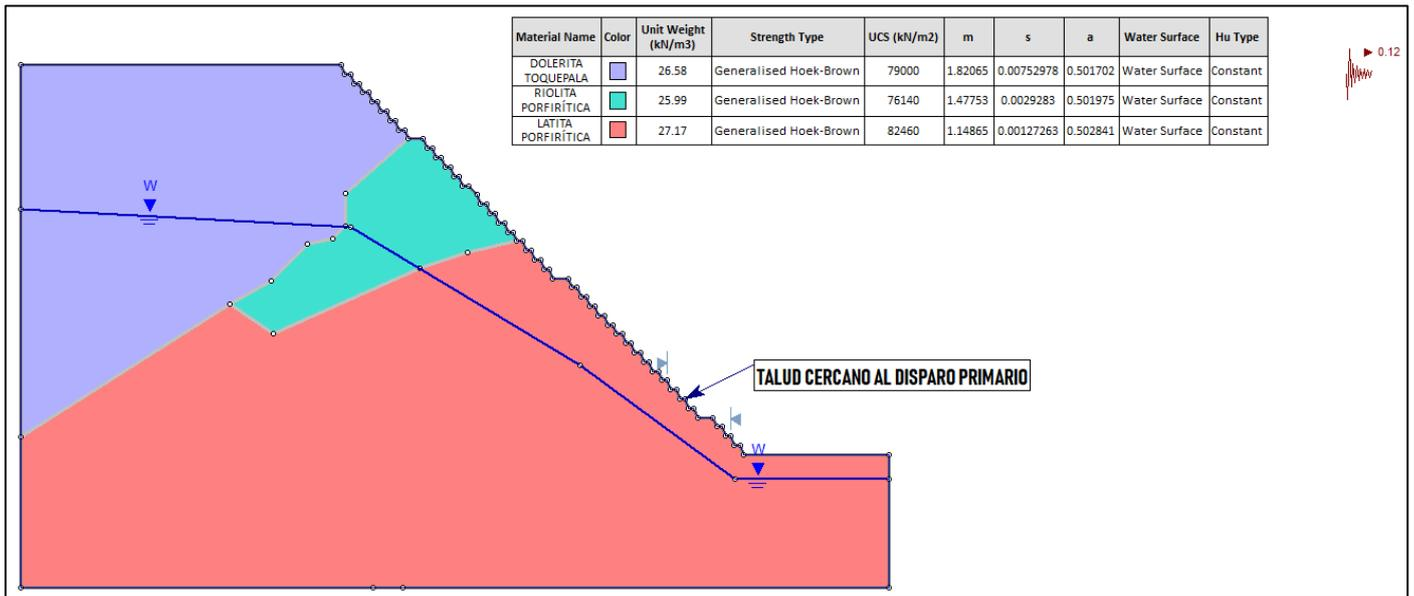 Material Name Color Unit Weight (kN/m3) Strength Type UCS (kN/m2) m s a Water Surface Hu Type
DOLERITA TOQUEPALA 26.58 Generalised Hoek-Brown 79000 1.82065 0.00752978 0.501702 Water Surface Constant
RIOLITA PORFIRÍTICA 25.99 Generalised Hoek-Brown 76140 1.47753 0.0029283 0.501975 Water Surface Constant
LATITA PORFIRÍTICA 27.17 Generalised Hoek-Brown 82460 1.14865 0.00127263 0.502841 Water Surface Constant
0.12
W
TALUD CERCANO AL DISPARO PRIMARIO
W